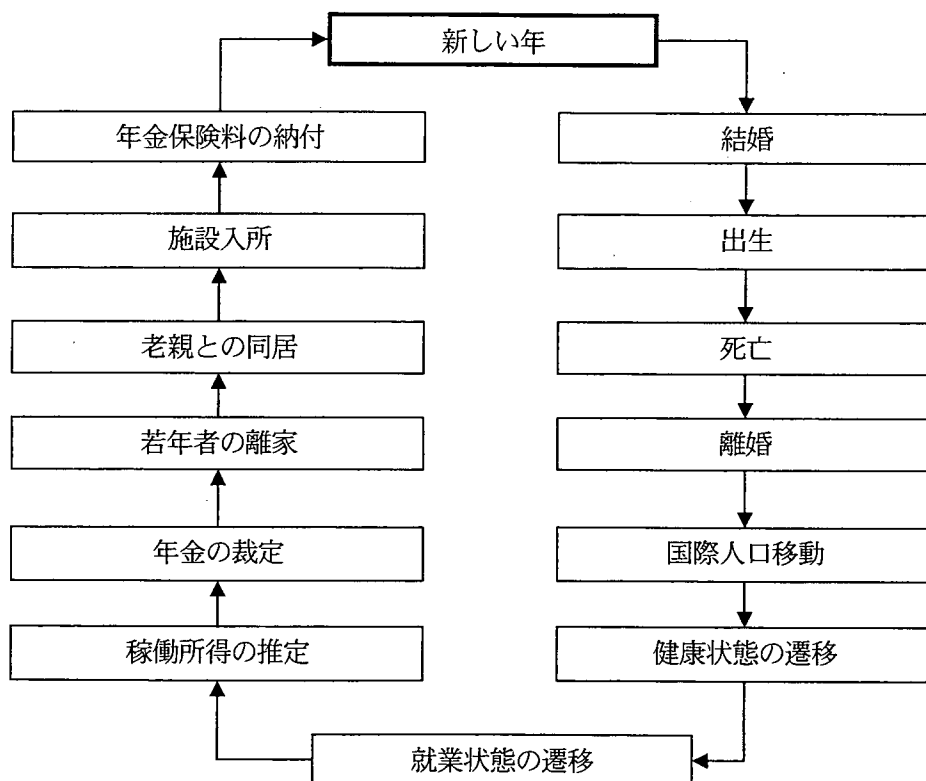 新しい年
結婚
出生
死亡
離婚
国際人口移動
健康状態の遷移
就業状態の遷移
稼働所得の推定
年金の裁定
若年者の離家
老親との同居
施設入所
年金保険料の納付